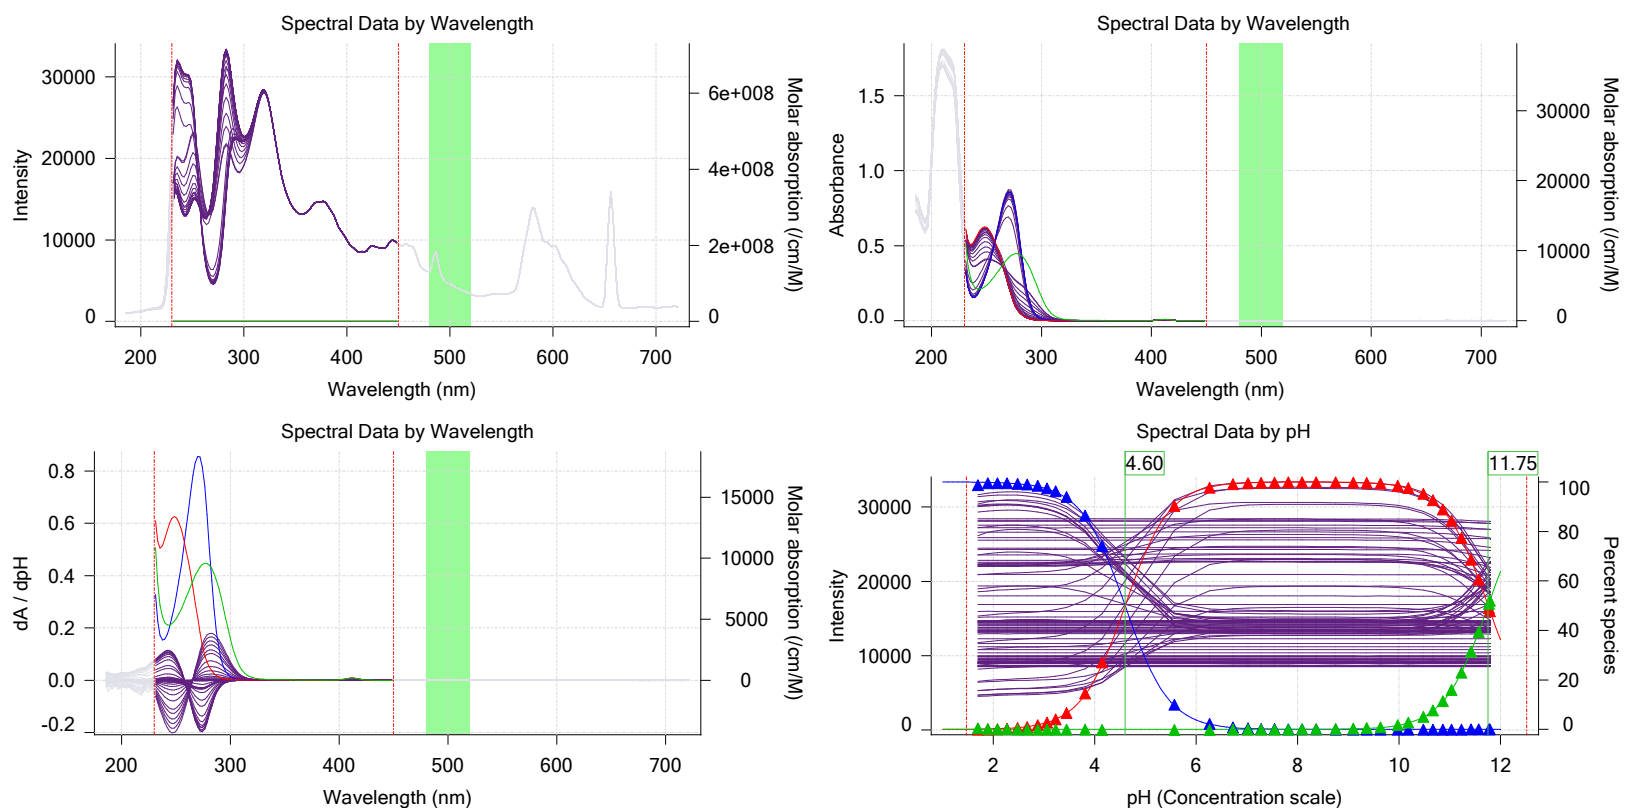 Spectral Data by Wavelength
30000
20000
10000
0
Intensity
6e+008
4e+008
2e+008
0
Molar absorption (/cm/M)
200 300 400 500 600 700
Wavelength (nm)
Spectral Data by Wavelength
1.5
1.0
0.5
0.0
Absorbance
30000
20000
10000
0
Molar absorption (/cm/M)
200 300 400 500 600 700
Wavelength (nm)
Spectral Data by Wavelength
0.8
0.6
0.4
0.2
0.0
-0.2
dA / dpH
15000
10000
5000
0
Molar absorption (/cm/M)
200 300 400 500 600 700
Wavelength (nm)
Spectral Data by pH
4.60 11.75
30000
20000
10000
0
Intensity
100
80
60
40
20
0
Percent species
2 4 6 8 10 12
pH (Concentration scale)